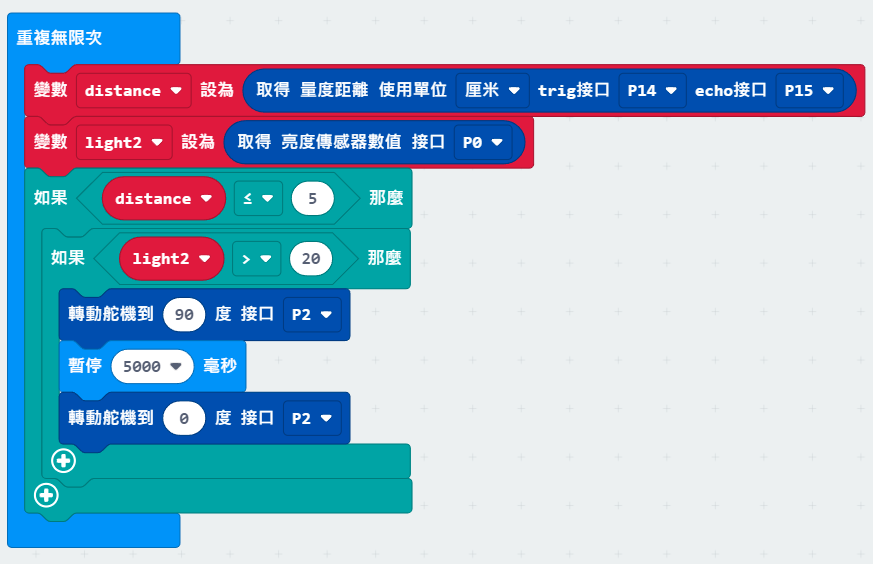 重複無限次
變數 distance 設為 取得 量度距離 使用單位 厘米 trig接口 P14 echo接口 P15
變數 light2 設為 取得 亮度傳感器數值 接口 P0
如果 distance ≤ 5 那麼
如果 light2 > 20 那麼
轉動舵機到 90 度 接口 P2
暫停 5000 毫秒
轉動舵機到 0 度 接口 P2